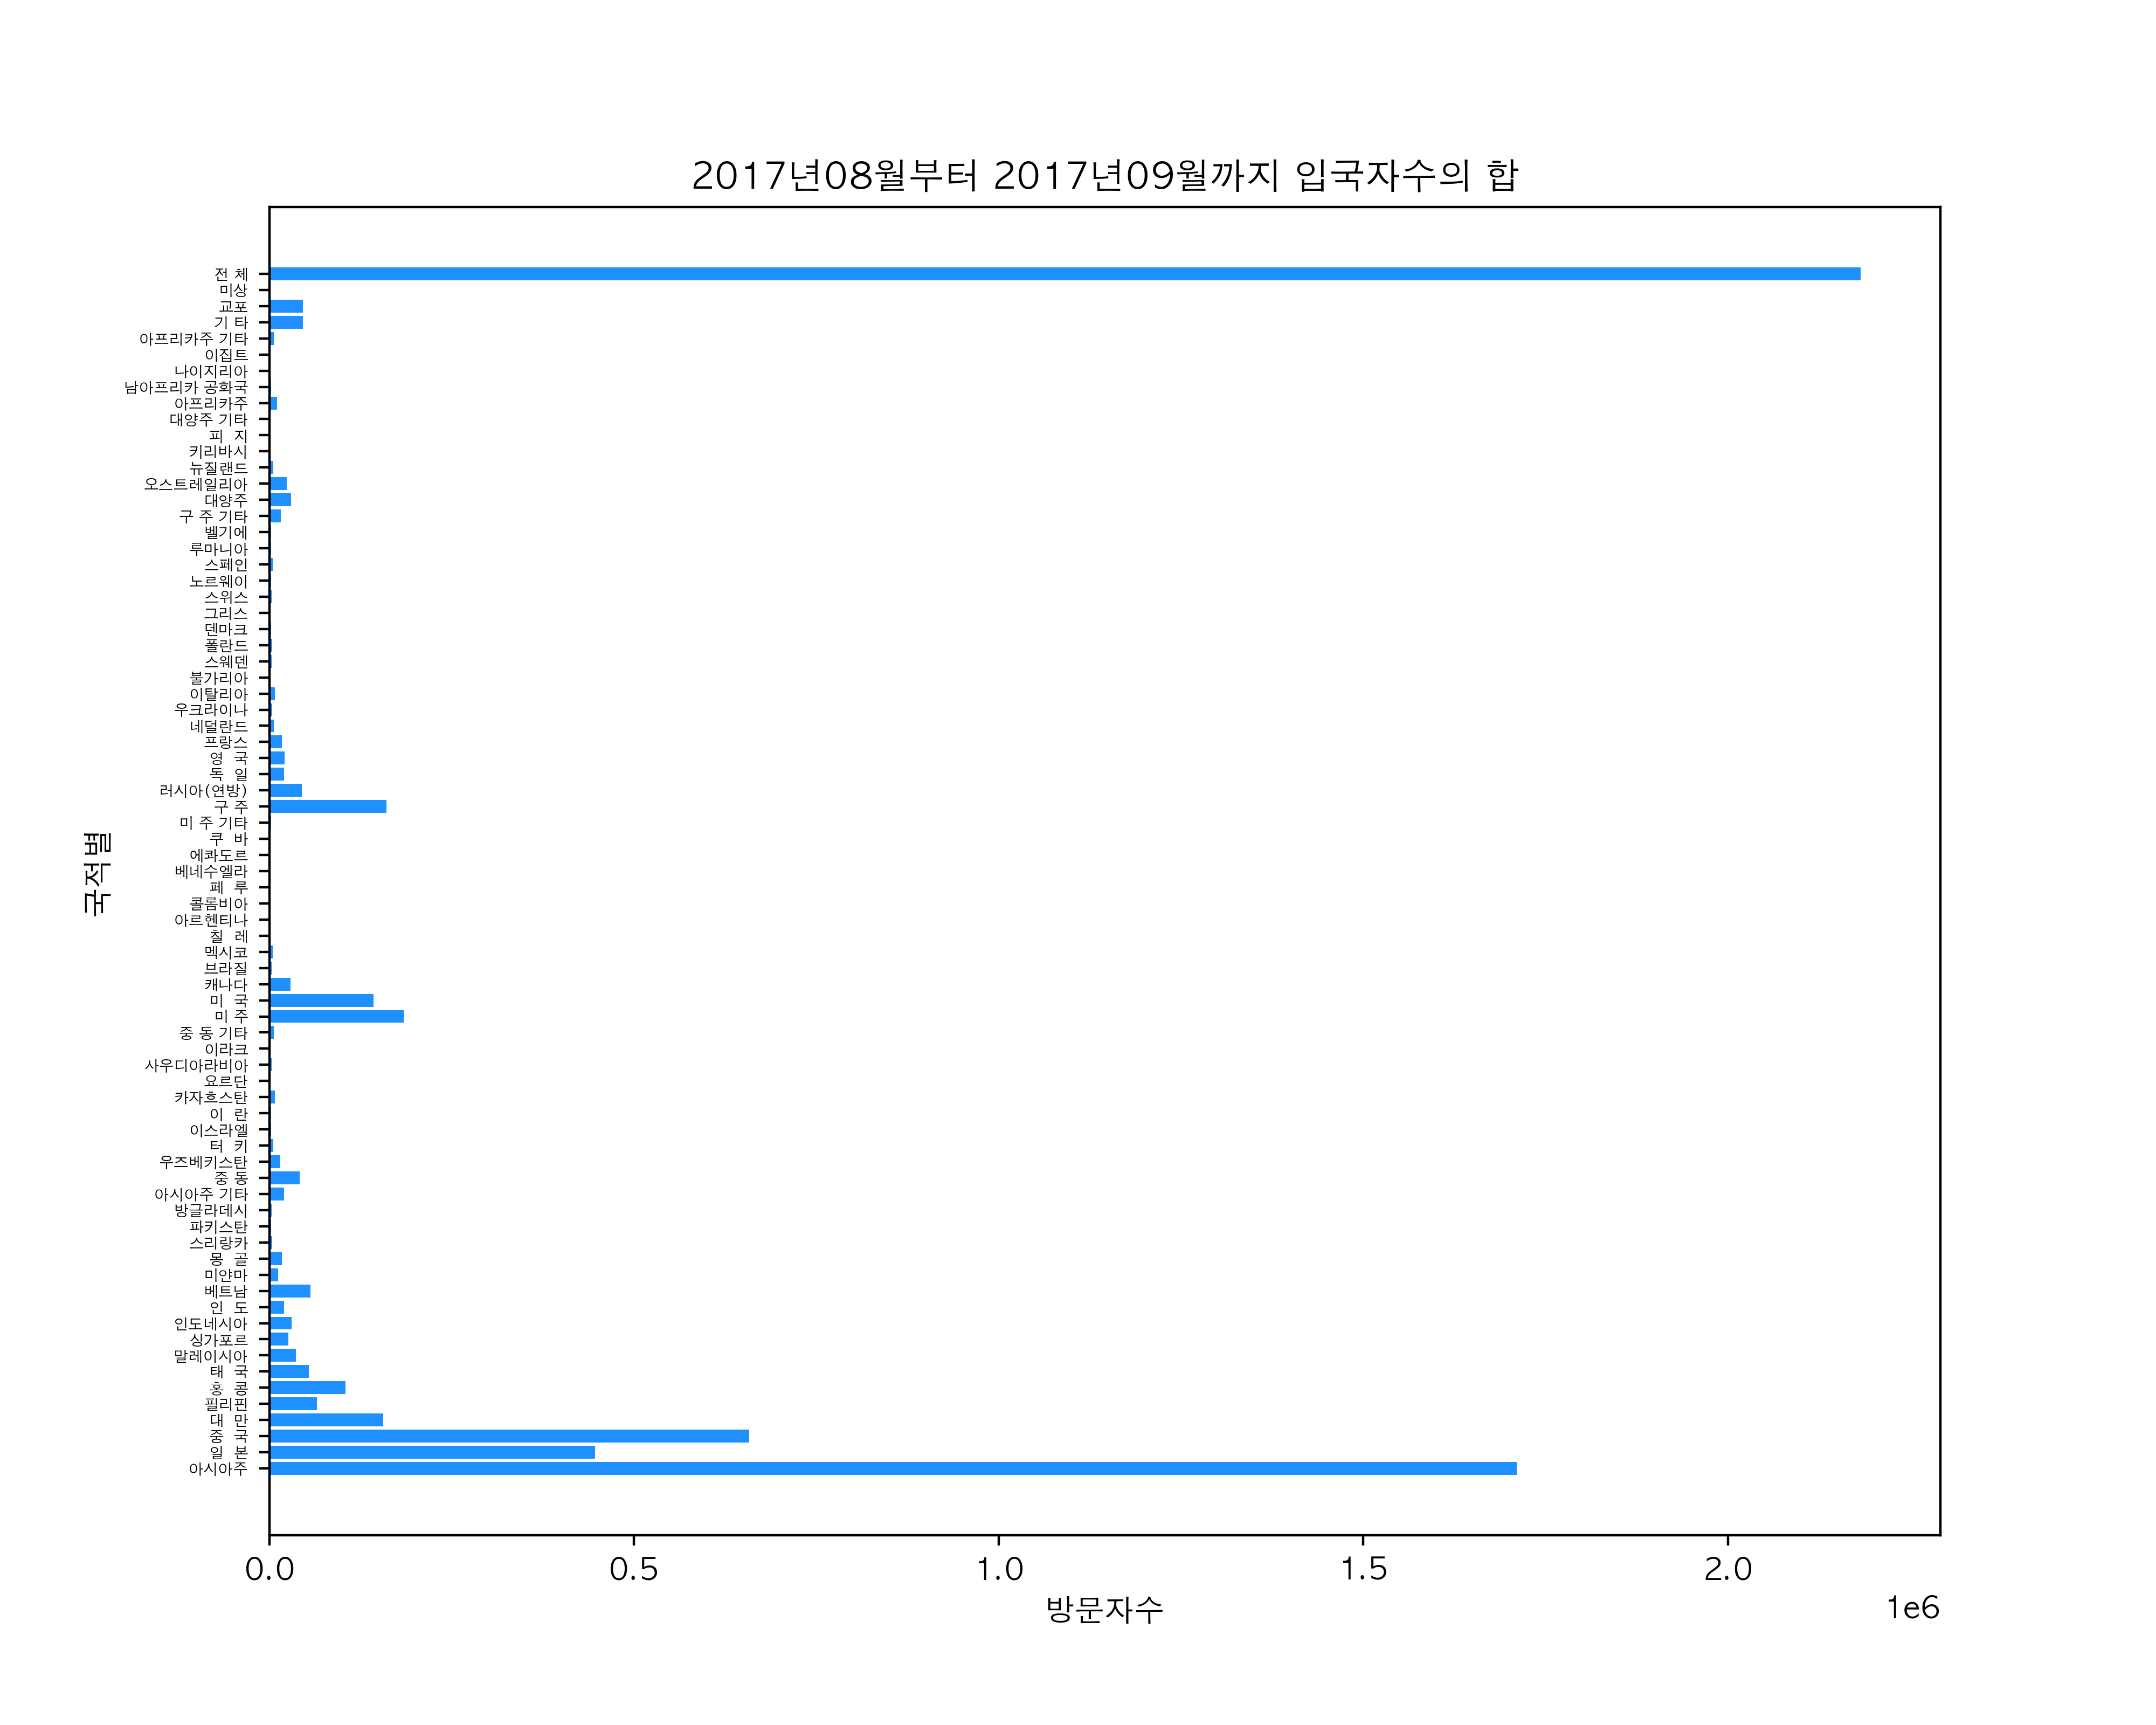 2017년08월부터 2017년09월까지 입국자수의 합
전 체
미상
교포
기 타
아프리카주 기타
이집트
나이지리아
남아프리카 공화국
아프리카주
대양주 기타
피 지
키리바시
뉴질랜드
오스트레일리아
대양주
구 주 기타
벨기에
루마니아
스페인
노르웨이
스위스
그리스
덴마크
폴란드
스웨덴
불가리아
이탈리아
우크라이나
네덜란드
프랑스
영 국
독 일
러시아(연방)
구 주
미 주 기타
쿠 바
에콰도르
베네수엘라
페 루
콜롬비아
아르헨티나
칠 레
멕시코
브라질
캐나다
미 국
미 주
중 동 기타
이라크
사우디아라비아
요르단
카자흐스탄
이 란
이스라엘
터 키
우즈베키스탄
중 동
아시아주 기타
방글라데시
파키스탄
스리랑카
몽 골
미얀마
베트남
인 도
인도네시아
싱가포르
말레이시아
태 국
홍 콩
필리핀
대 만
중 국
일 본
아시아주
국적별
0.0 0.5 1.0 1.5 2.0
방문자수
1e6